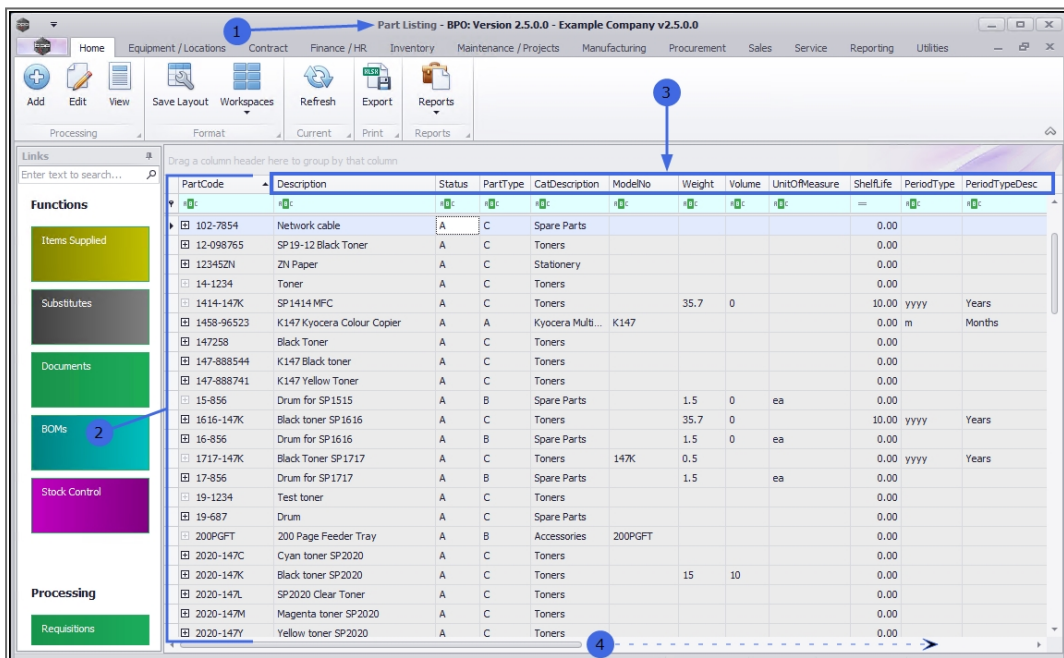 Part Listing - BPO: Version 2.5.0.0 - Example Company v2.5.0.0
1
Home Equipment / Locations Contract Finance / HR Inventory Maintenance / Projects Manufacturing Procurement Sales Service Reporting Utilities
Add Edit View Save Layout Workspaces Refresh Export Reports
XLSX
Processing Format Current Print Reports
3
Links
Drag a column header here to group by that column
Enter text to search...
PartCode Description Status PartType CatDescription ModelNo Weight Volume UnitOfMeasure ShelfLife PeriodType PeriodTypeDesc
Functions
=
102-7854 Network cable A C Spare Parts 0.00
Items Supplied
12-098765 SP19-12 Black Toner A C Toners 0.00
12345ZN ZN Paper A C Stationery 0.00
14-1234 Toner A C Toners 0.00
Substitutes
1414-147K SP1414 MFC A C Toners 35.7 0 10.00 yyyy Years
1458-96523 K147 Kyocera Colour Copier A A Kyocera Multi... K147 0.00 m Months
147258 Black Toner A C Toners 0.00
Documents
147-888544 K147 Black toner A C Toners 0.00
147-888741 K147 Yellow Toner A C Toners 0.00
15-856 Drum for SP1515 A B Spare Parts 1.5 0 ea 0.00
BOMs
2
1616-147K Black toner SP1616 A C Toners 35.7 0 10.00 yyyy Years
16-856 Drum for SP1616 A B Spare Parts 1.5 0 ea 0.00
1717-147K Black Toner SP1717 A C Toners 147K 0.5 0.00 yyyy Years
17-856 Drum for SP1717 A B Spare Parts 1.5 ea 0.00
Stock Control
19-1234 Test toner A C Toners 0.00
19-687 Drum A C Spare Parts 0.00
200PGFT 200 Page Feeder Tray A B Accessories 200PGFT 0.00
2020-147C Cyan toner SP2020 A C Toners 0.00
2020-147K Black toner SP2020 A C Toners 15 10 0.00
Processing
2020-147L SP2020 Clear Toner A C Toners 0.00
2020-147M Magenta toner SP2020 A C Toners 0.00
Requisitions
2020-147Y Yellow toner SP2020 A C Toners 0.00
4